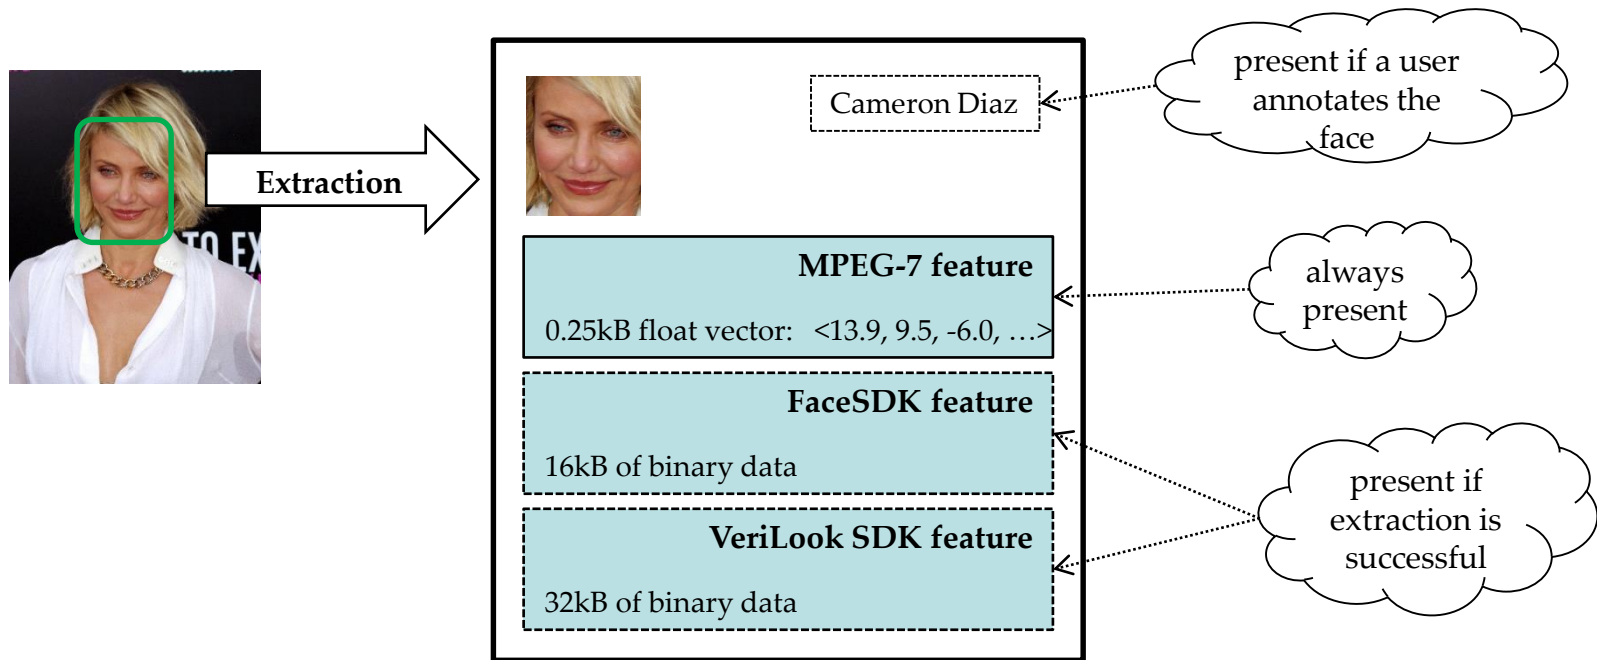 TO EX
Extraction
Cameron Diaz
present if a user
annotates the
face
MPEG-7 feature
0.25kB float vector: <13.9, 9.5, -6.0, …>
always
present
FaceSDK feature
16kB of binary data
present if
extraction is
successful
VeriLook SDK feature
32kB of binary data